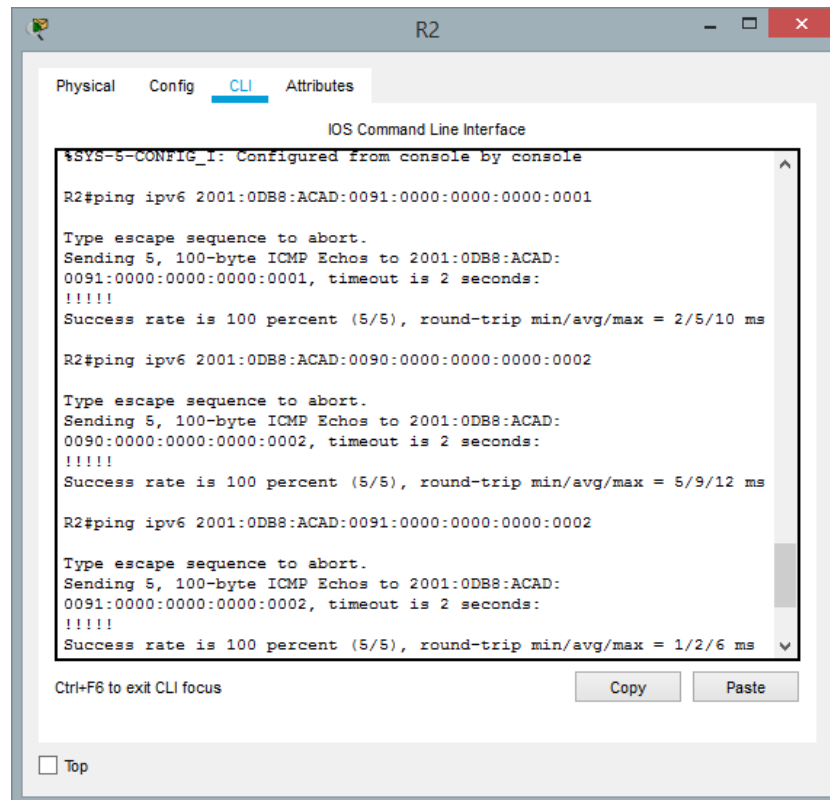 R2
Physical Config CLI Attributes
IOS Command Line Interface
%SYS-5-CONFIG_I: Configured from console by console
R2#ping ipv6 2001:0DB8:ACAD:0091:0000:0000:0000:0001
Type escape sequence to abort.
Sending 5, 100-byte ICMP Echos to 2001:0DB8:ACAD:
0091:0000:0000:0000:0001, timeout is 2 seconds:
!!!!!
Success rate is 100 percent (5/5), round-trip min/avg/max = 2/5/10 ms
R2#ping ipv6 2001:0DB8:ACAD:0090:0000:0000:0000:0002
Type escape sequence to abort.
Sending 5, 100-byte ICMP Echos to 2001:0DB8:ACAD:
0090:0000:0000:0000:0002, timeout is 2 seconds:
!!!!!
Success rate is 100 percent (5/5), round-trip min/avg/max = 5/9/12 ms
R2#ping ipv6 2001:0DB8:ACAD:0091:0000:0000:0000:0002
Type escape sequence to abort.
Sending 5, 100-byte ICMP Echos to 2001:0DB8:ACAD:
0091:0000:0000:0000:0002, timeout is 2 seconds:
!!!!!
Success rate is 100 percent (5/5), round-trip min/avg/max = 1/2/6 ms
Ctrl+F6 to exit CLI focus Copy Paste
Top